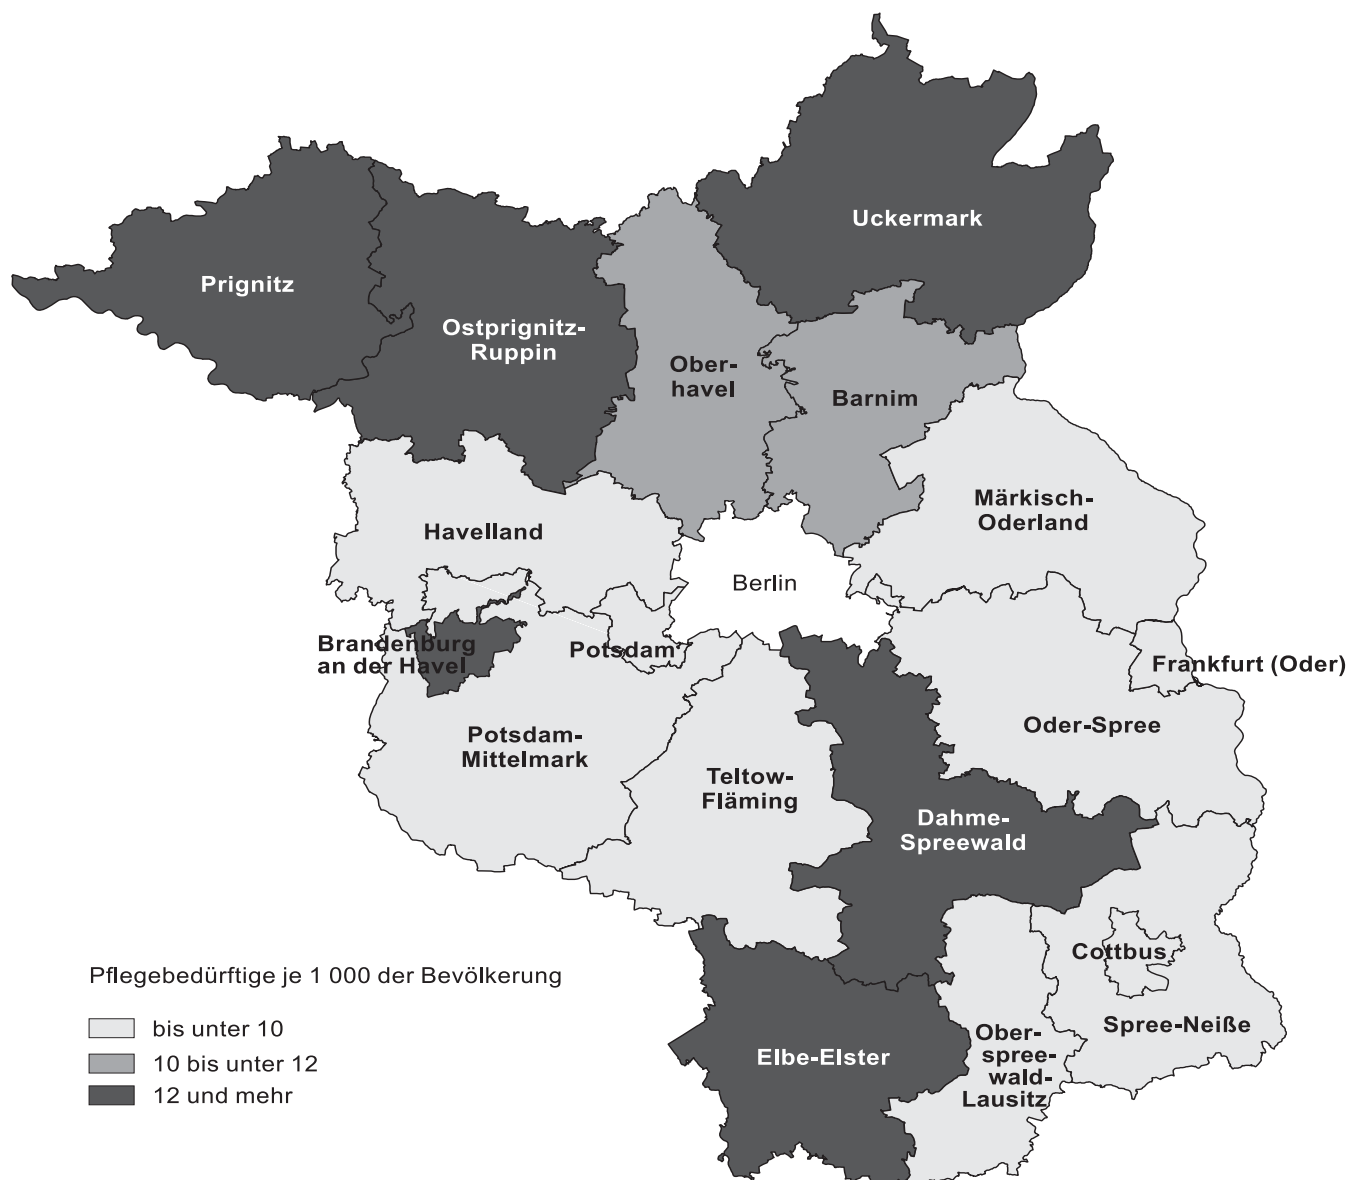 Uckermark
Prignitz
Ostprignitz-
Ruppin
Ober-
havel
Barnim
Märkisch-
Oderland
Havelland
Berlin
Brandenburg
an der Havel
Potsdam
Frankfurt (Oder)
Oder-Spree
Potsdam-
Mittelmark
Teltow-
Fläming
Dahme-
Spreewald
Cottbus
Spree-Neiße
Ober-
spree-
wald-
Lausitz
Elbe-Elster
Pflegebedürftige je 1 000 der Bevölkerung
bis unter 10
10 bis unter 12
12 und mehr